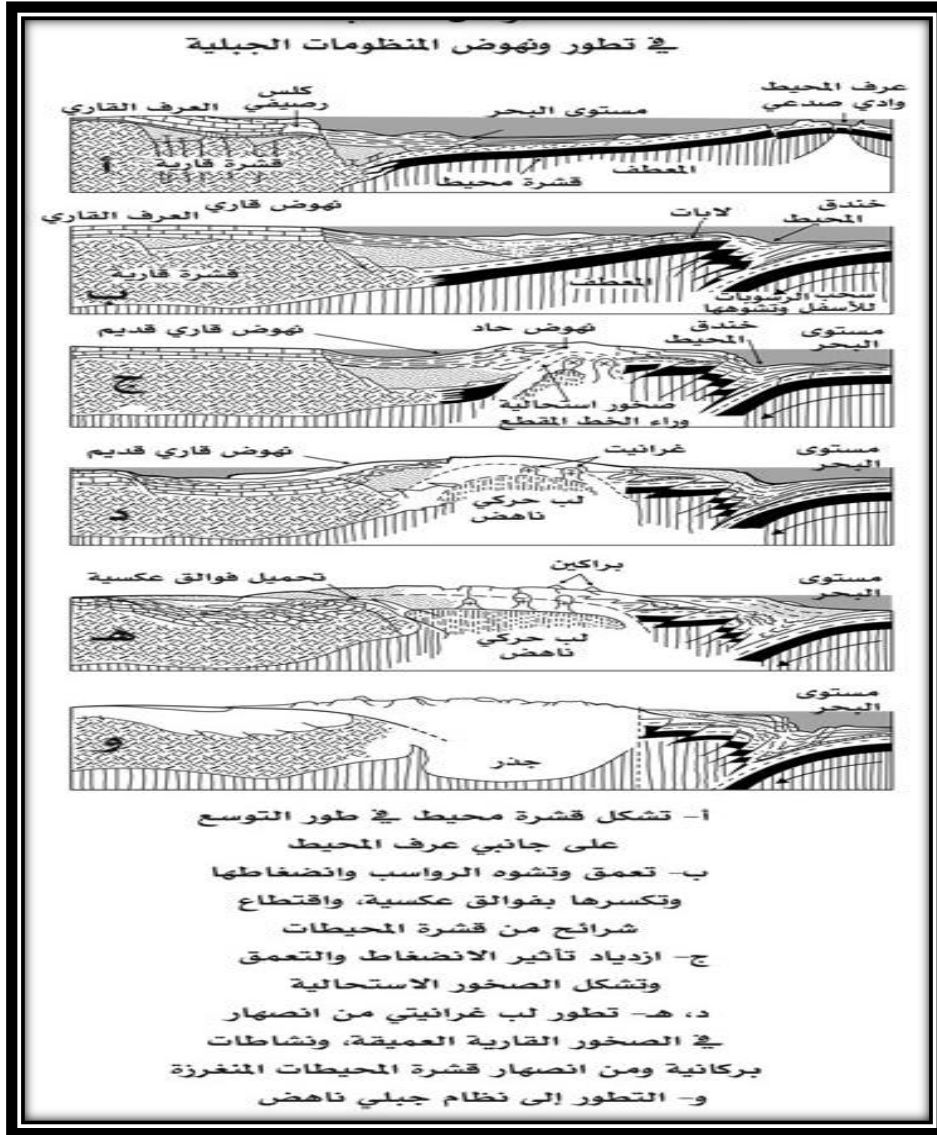 في تطور ونهوض المنظومات الجبلية
عرف المحيط
وادي صدعي
مستوى البحر
كلس
رصيفي
العرف القاري
قشرة قارية
أ
قشرة محيط
المعطف
خندق
المحيط
لابات
نهوض قاري
العرف القاري
قشرة قارية
ب
المعطف
سحب الرسوبات
للأسفل وتشوهها
مستوى
البحر
خندق
المحيط
نهوض حاد
نهوض قاري قديم
ج
صخور استحالية
وراء الخط المقطع
مستوى
البحر
غرانيت
نهوض قاري قديم
د
لب حركي
ناهض
مستوى
البحر
براكين
تحميل فوالق عكسية
هـ
لب حركي
ناهض
مستوى
البحر
و
جذر
أ- تشكل قشرة محيط في طور التوسع
على جانبي عرف المحيط
ب- تعمق وتشوه الرواسب وانضغاطها
وتكسرها بفوالق عكسية، واقتطاع
شرائح من قشرة المحيطات
ج- ازدياد تأثير الانضغاط والتعمق
وتشكل الصخور الاستحالية
د، هـ- تطور لب غرانيتي من انصهار
في الصخور القارية العميقة، ونشاطات
بركانية ومن انصهار قشرة المحيطات المنغرزة
و- التطور إلى نظام جبلي ناهض